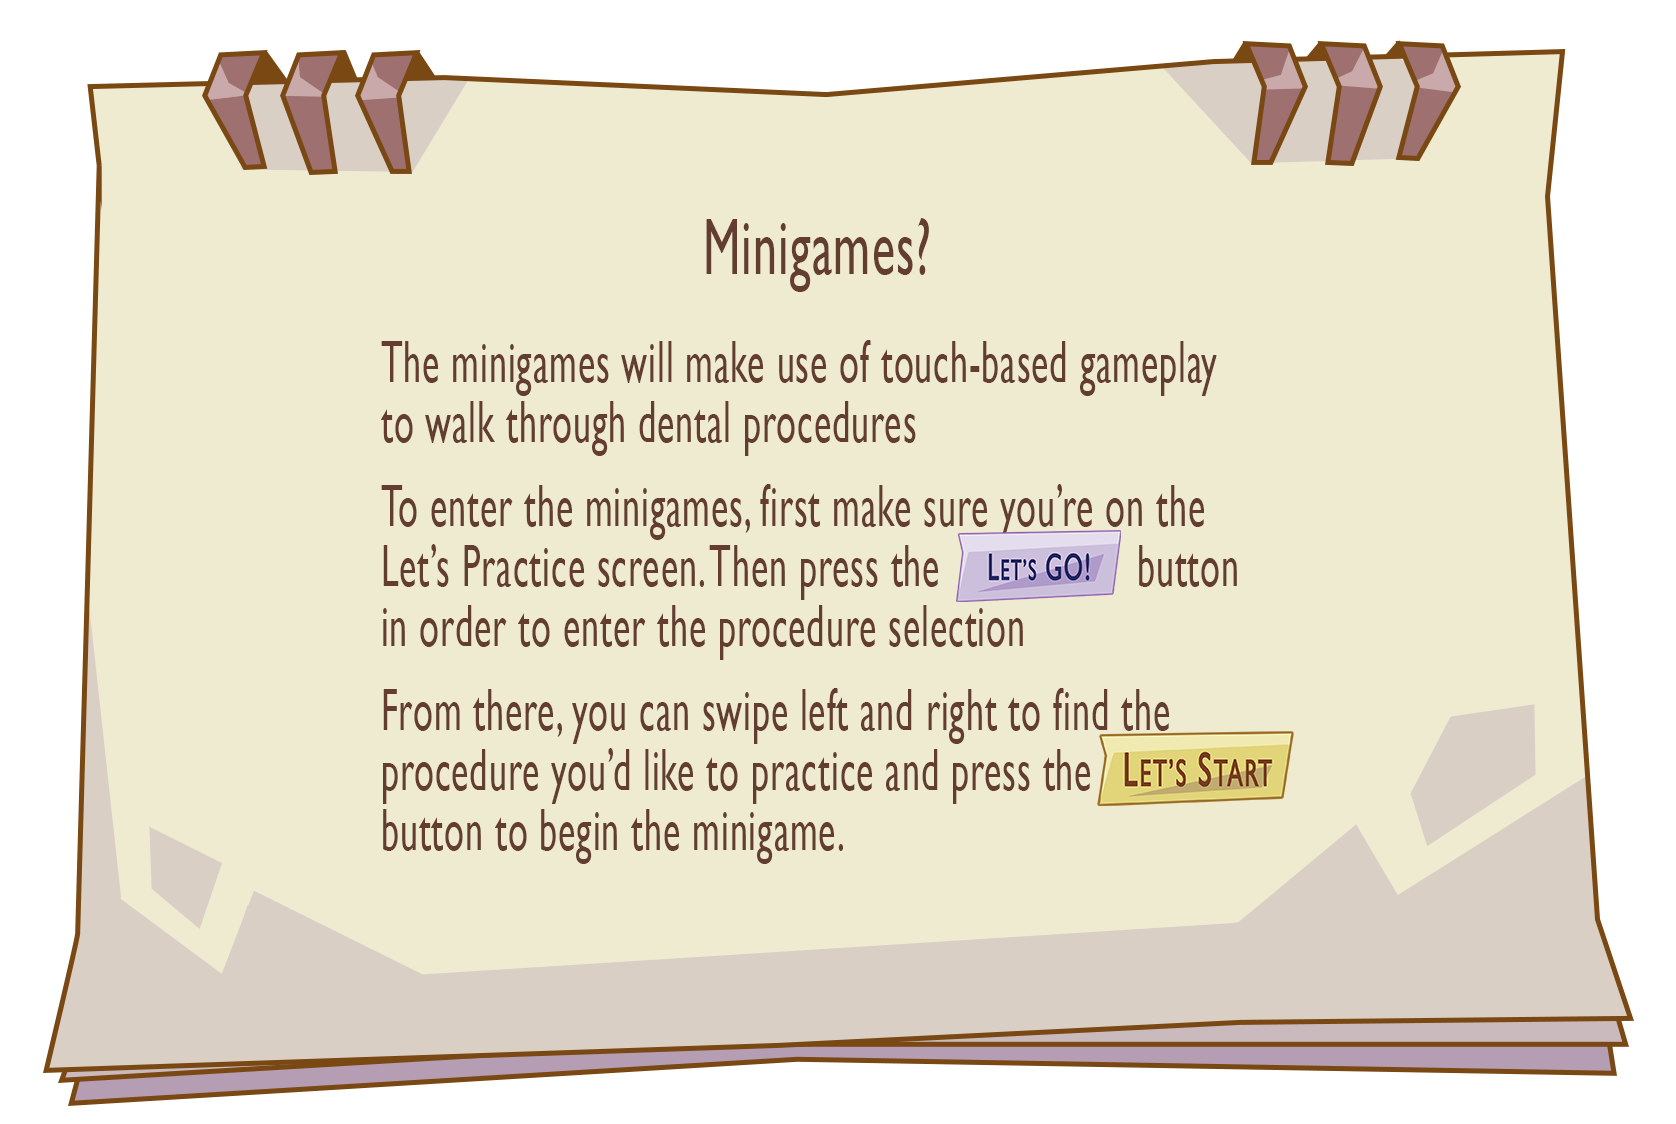 Minigames?
The minigames will make use of touch-based gameplay
to walk through dental procedures
To enter the minigames, first make sure you're on the
Let's Practice screen. Then press the LET'S GO! button
in order to enter the procedure selection
From there, you can swipe left and right to find the
procedure you'd like to practice and press the LET'S START
button to begin the minigame.